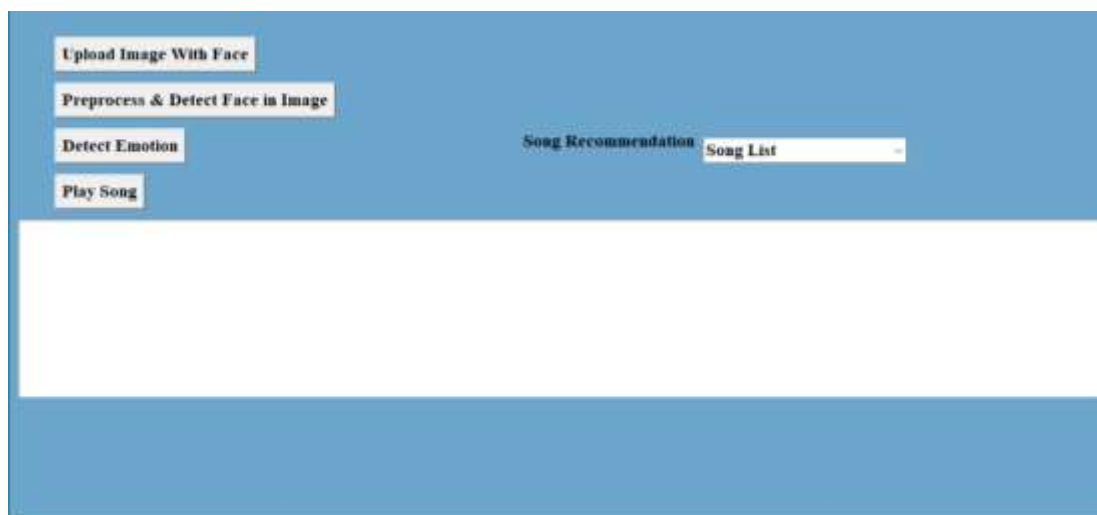 Upload Image With Face
Preprocess & Detect Face in Image
Detect Emotion
Song Recommendation Song List
Play Song